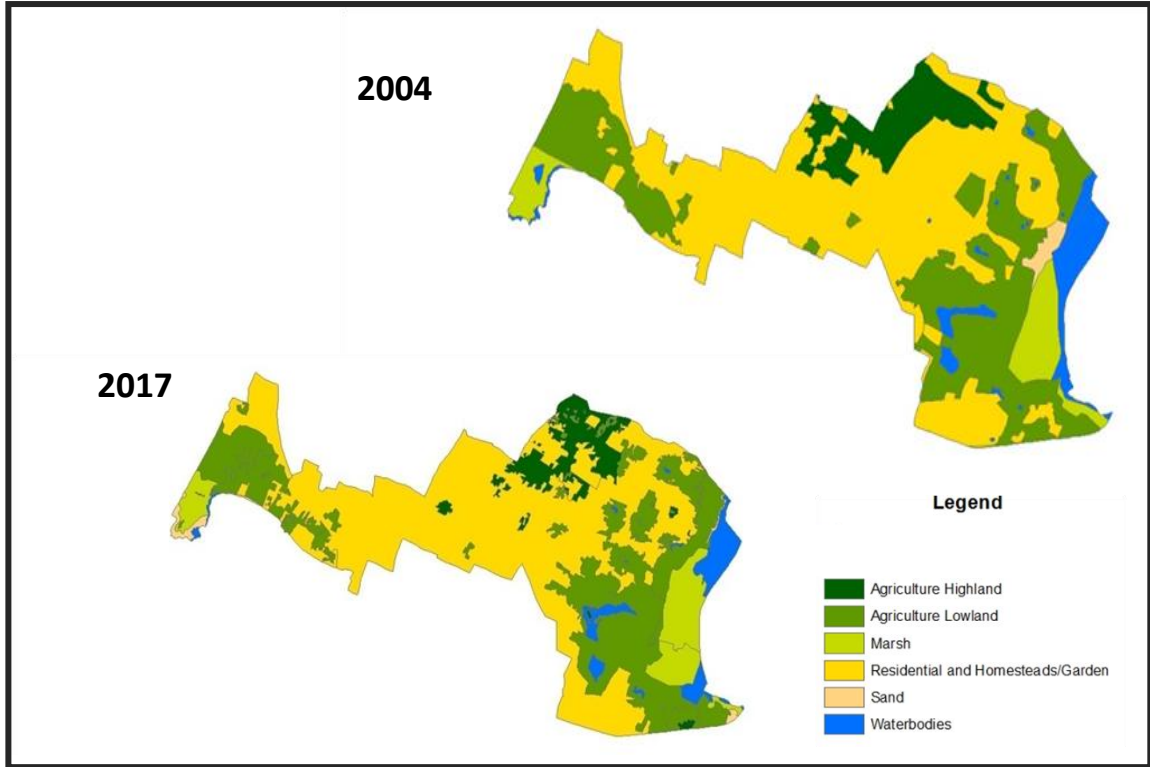 2004
2017
Legend
Agriculture Highland
Agriculture Lowland
Marsh
Residential and Homesteads/Garden
Sand
Waterbodies